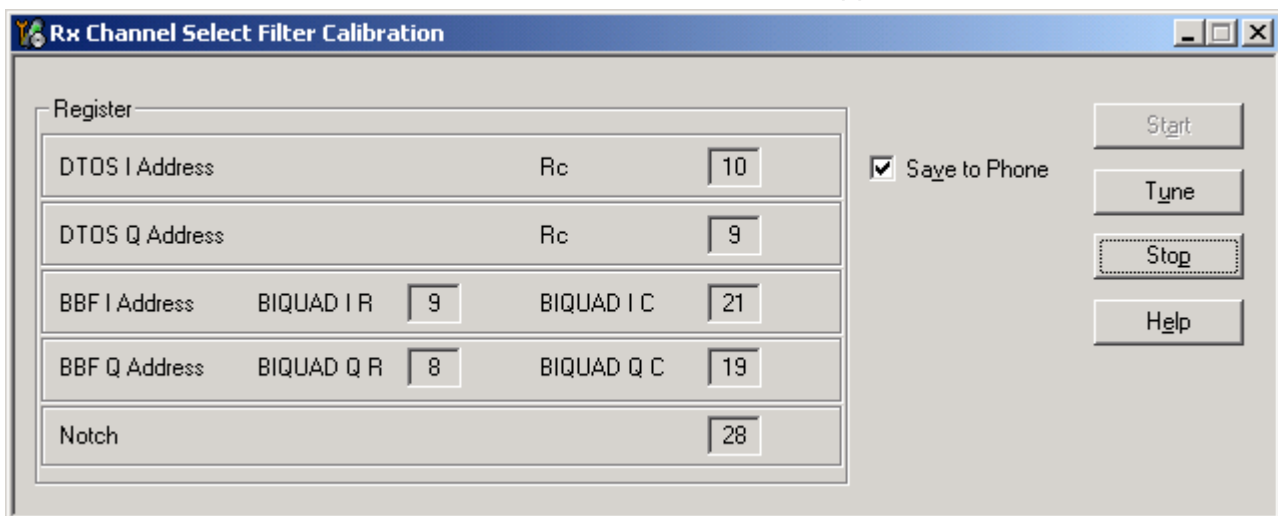 Rx Channel Select Filter Calibration
Register
DTOS I Address Rc 10
DTOS Q Address Rc 9
BBF I Address BIQUAD I R 9 BIQUAD I C 21
BBF Q Address BIQUAD Q R 8 BIQUAD Q C 19
Notch 28
Save to Phone
Start
Tune
Stop
Help